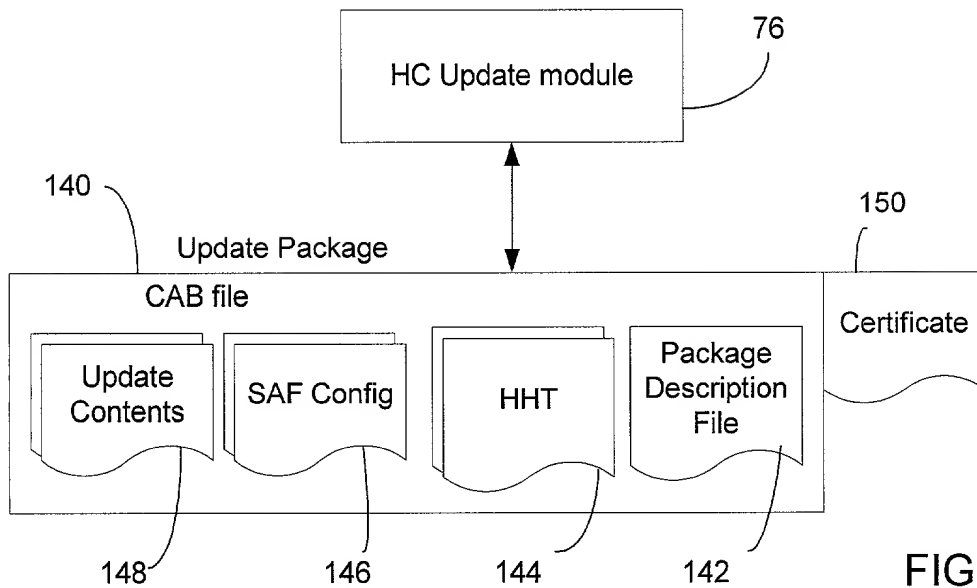 HC Update module
76
140
Update Package
150
CAB file
Certificate
Update
Contents
SAF Config
HHT
Package
Description
File
148
146
144
142
FIG